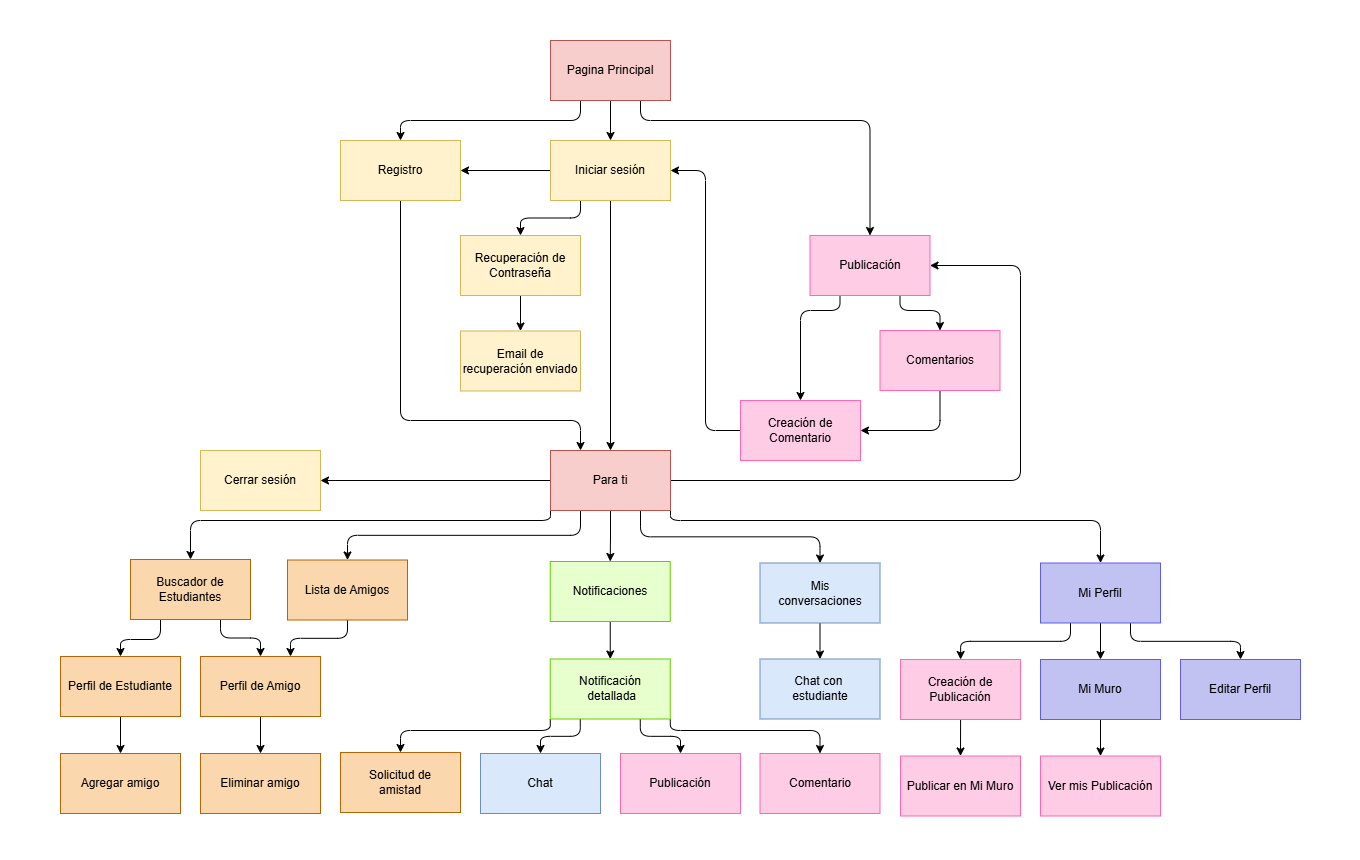 Pagina Principal
Registro
Iniciar sesión
Recuperación de
Contraseña
Publicación
Email de
recuperación enviado
Comentarios
Creación de
Comentario
Cerrar sesión
Para ti
Buscador de
Estudiantes
Lista de Amigos
Notificaciones
Mis
conversaciones
Mi Perfil
Perfil de Estudiante
Perfil de Amigo
Notificación
detallada
Chat con
estudiante
Creación de
Publicación
Mi Muro
Editar Perfil
Agregar amigo
Eliminar amigo
Solicitud de
amistad
Chat
Publicación
Comentario
Publicar en Mi Muro
Ver mis Publicación